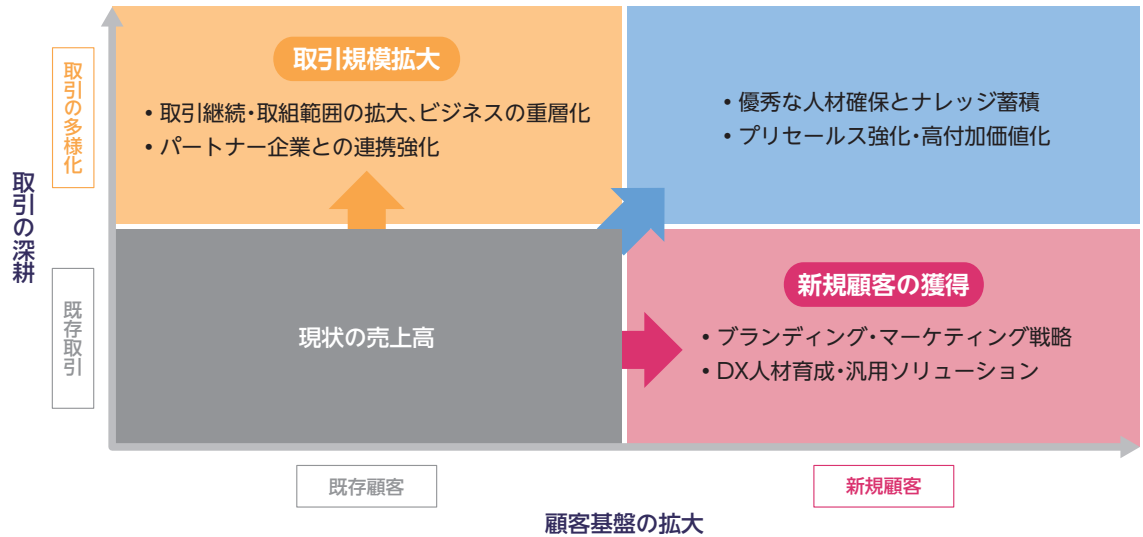 取引の深耕
取引の多様化
既存取引
取引規模拡大
• 取引継続・取組範囲の拡大、ビジネスの重層化
• パートナー企業との連携強化
• 優秀な人材確保とナレッジ蓄積
• プリセールス強化・高付加価値化
現状の売上高
新規顧客の獲得
• ブランディング・マーケティング戦略
• DX人材育成・汎用ソリューション
既存顧客
新規顧客
顧客基盤の拡大